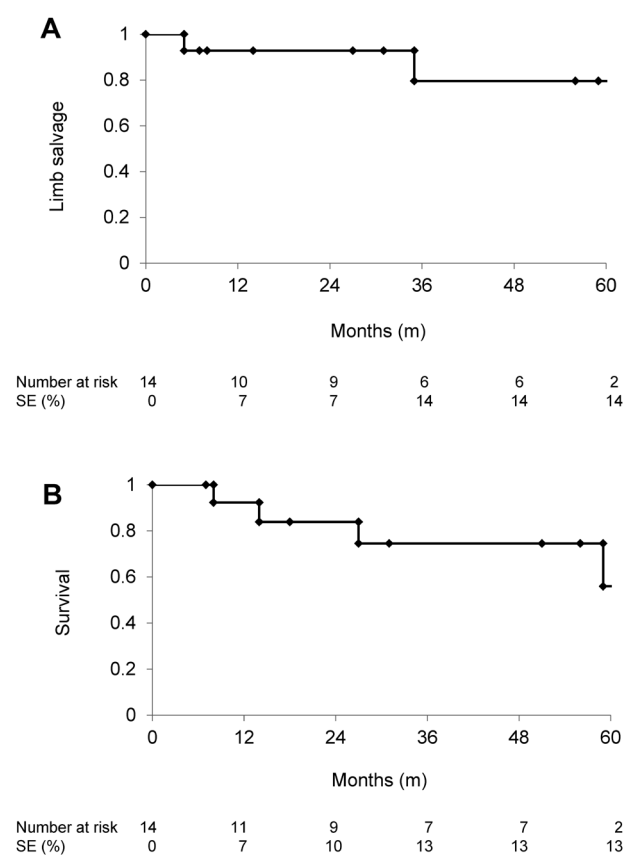 A
1
0.8
0.6
0.4
0.2
0
Limb salvage
0 12 24 36 48 60
Months (m)
Number at risk 14 10 9 6 6 2
SE (%) 0 7 7 14 14 14
B
1
0.8
0.6
0.4
0.2
0
Survival
0 12 24 36 48 60
Months (m)
Number at risk 14 11 9 7 7 2
SE (%) 0 7 10 13 13 13